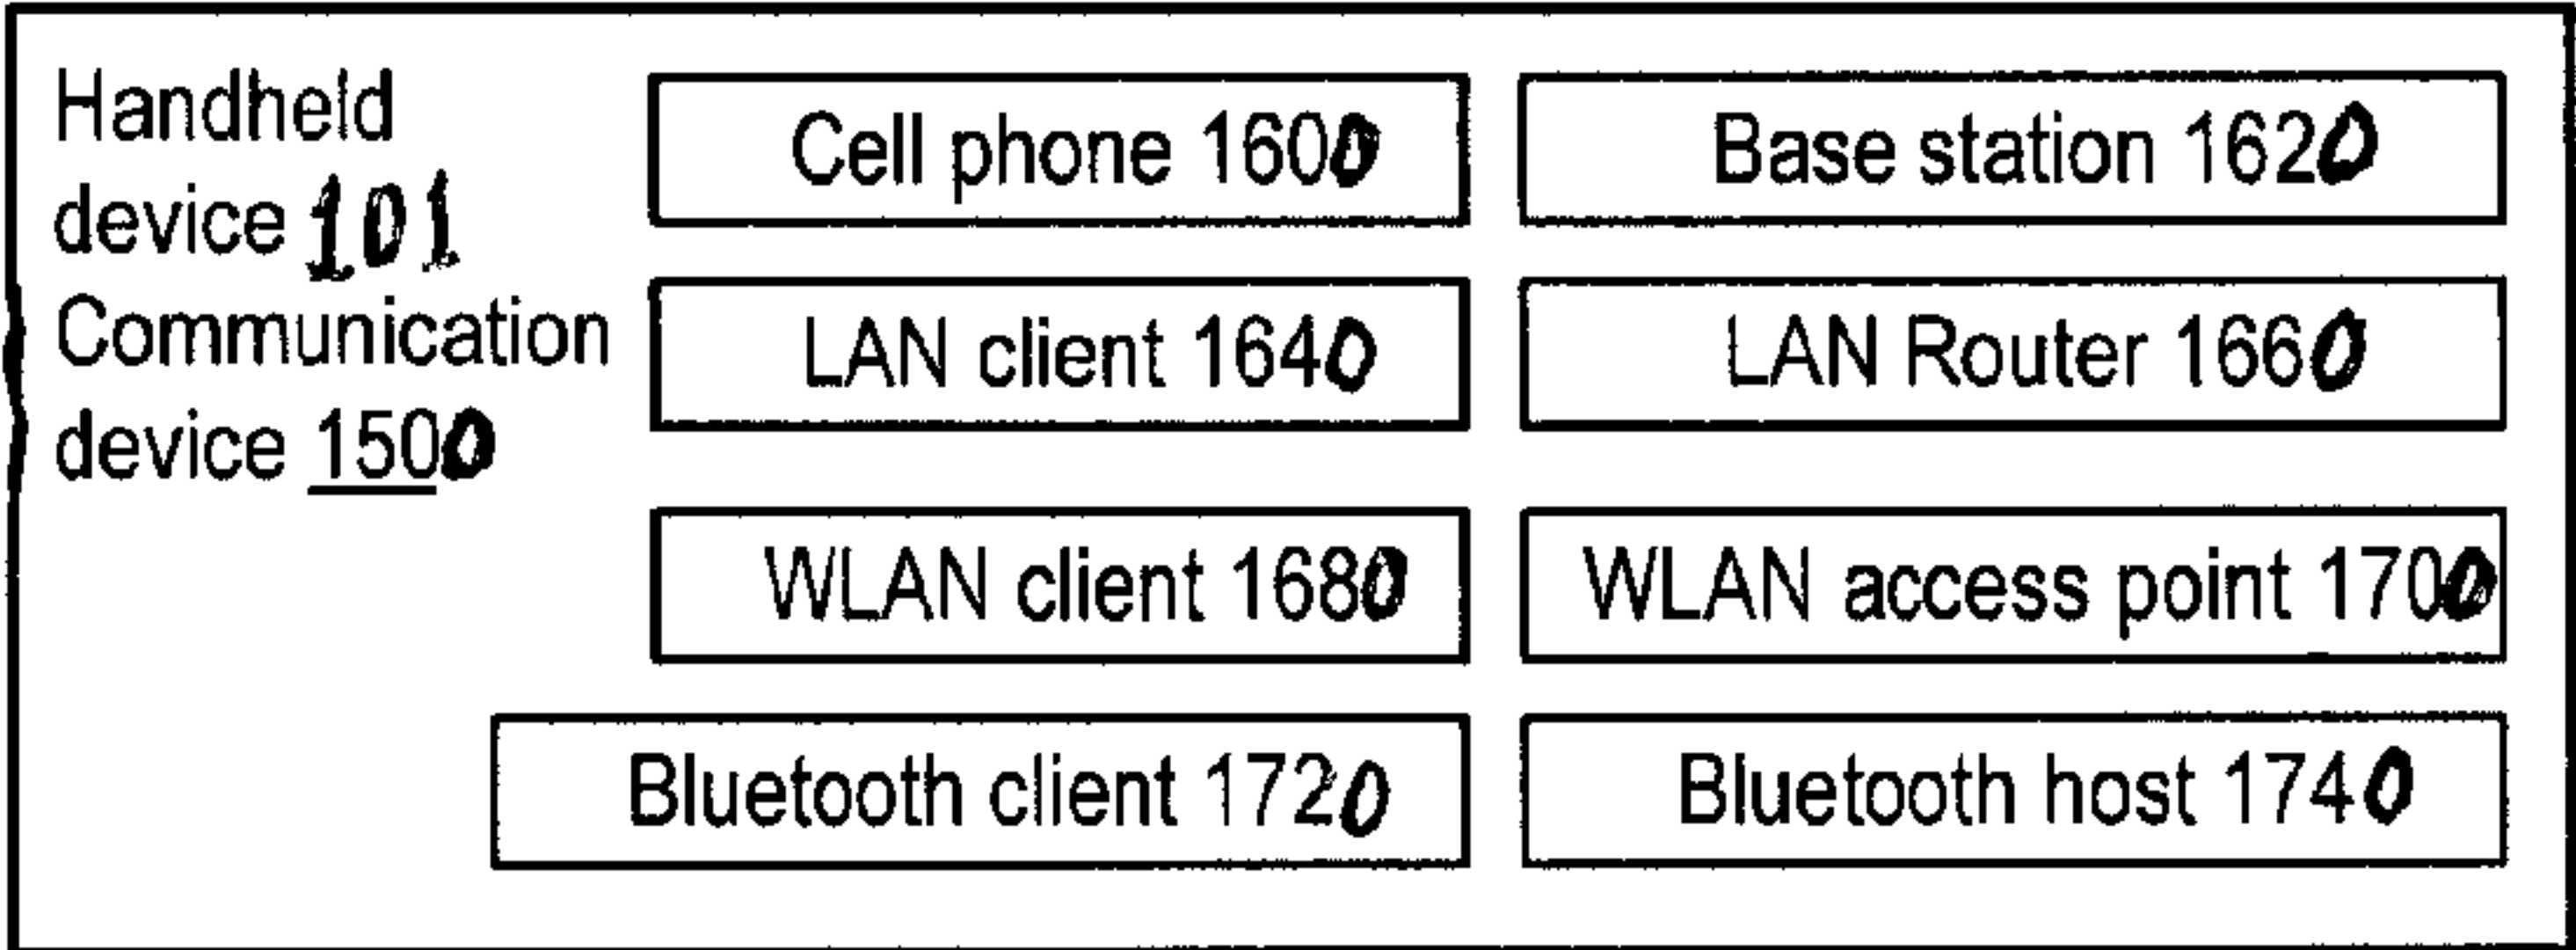 Handheld
device 101
Communication
device 1500
Cell phone 1600
Base station 1620
LAN client 1640
LAN Router 1660
WLAN client 1680
WLAN access point 1700
Bluetooth client 1720
Bluetooth host 1740